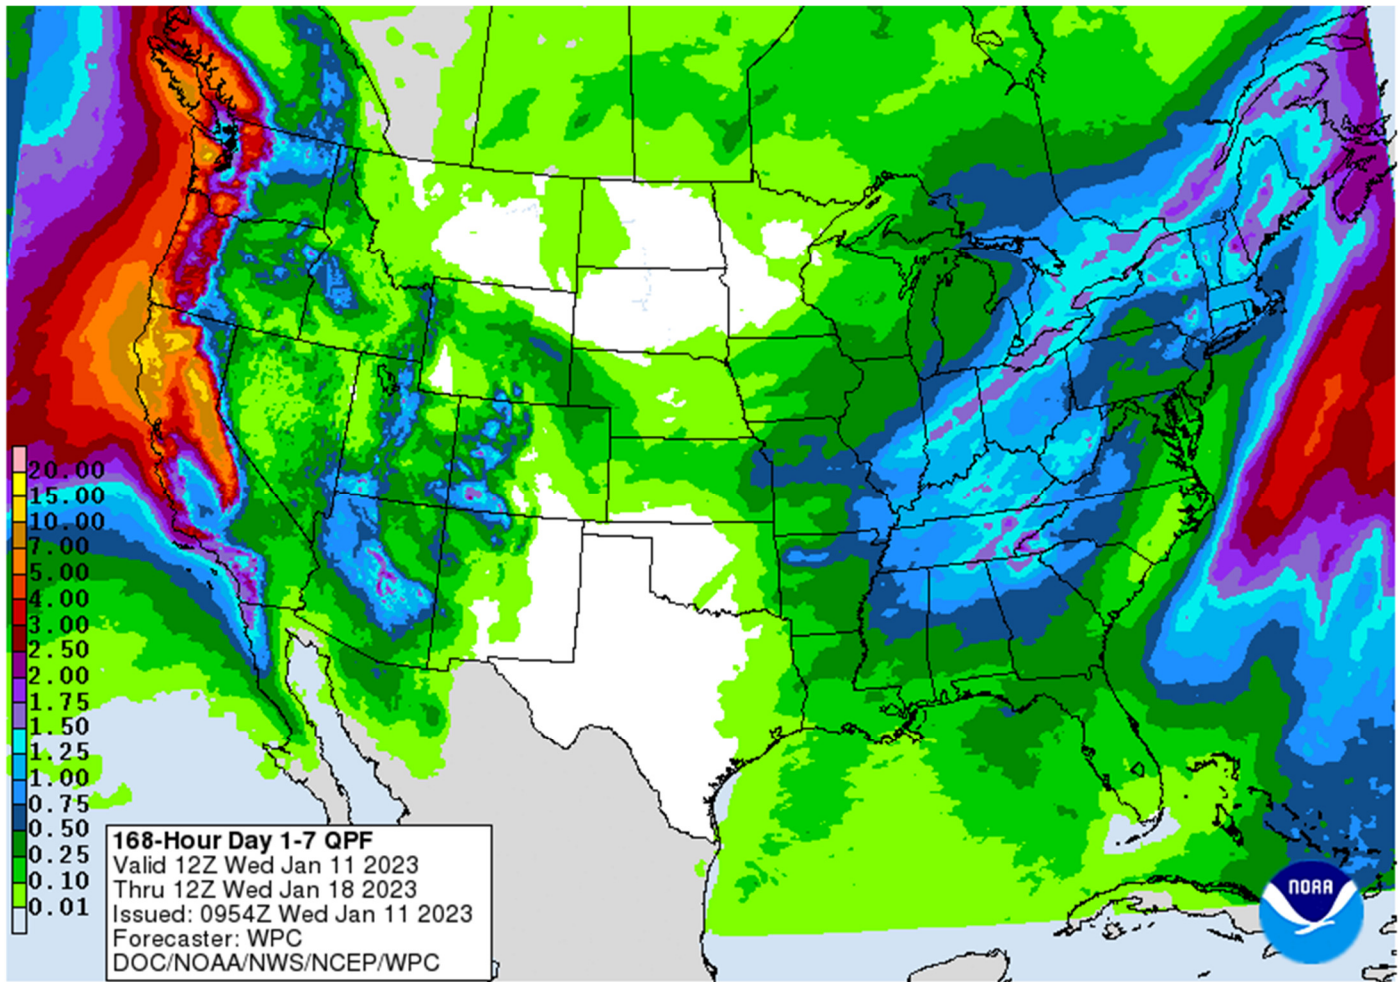 20.00
15.00
10.00
7.00
5.00
4.00
3.00
2.50
2.00
1.75
1.50
1.25
1.00
0.75
0.50
0.25
0.10
0.01
168-Hour Day 1-7 QPF
Valid 12Z Wed Jan 11 2023
Thru 12Z Wed Jan 18 2023
Issued: 0954Z Wed Jan 11 2023
Forecaster: WPC
DOC/NOAA/NWS/NCEP/WPC
NOAA